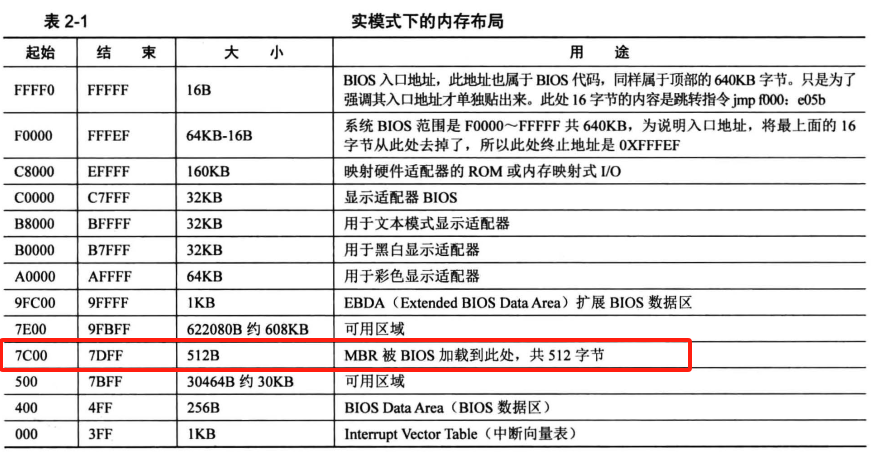 表 2-1 实模式下的内存布局
起始 结 束 大 小 用 途
FFFF0 FFFFF 16B BIOS 入口地址，此地址也属于 BIOS 代码，同样属于顶部的 640KB 字节。只是为了
强调其入口地址才单独贴出来。此处 16 字节的内容是跳转指令 jmp f000：e05b
F0000 FFFEF 64KB-16B 系统 BIOS 范围是 F0000～FFFFF 共 640KB，为说明入口地址，将最上面的 16
字节从此处去掉了，所以此处终止地址是 0XFFFEF
C8000 EFFFF 160KB 映射硬件适配器的 ROM 或内存映射式 I/O
C0000 C7FFF 32KB 显示适配器 BIOS
B8000 BFFFF 32KB 用于文本模式显示适配器
B0000 B7FFF 32KB 用于黑白显示适配器
A0000 AFFFF 64KB 用于彩色显示适配器
9FC00 9FFFF 1KB EBDA（Extended BIOS Data Area）扩展 BIOS 数据区
7E00 9FBFF 622080B 约 608KB 可用区域
7C00 7DFF 512B MBR 被 BIOS 加载到此处，共 512 字节
500 7BFF 30464B 约 30KB 可用区域
400 4FF 256B BIOS Data Area（BIOS 数据区）
000 3FF 1KB Interrupt Vector Table（中断向量表）